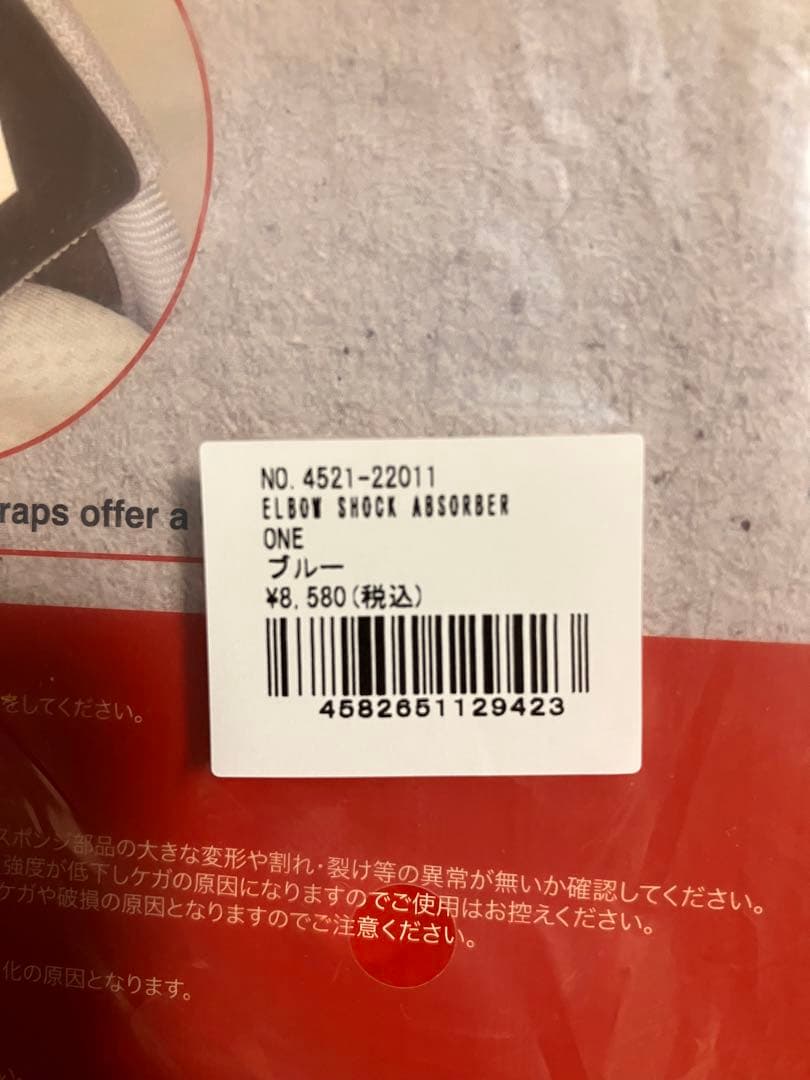 NO. 4521-22011
ELBOW SHOCK ABSORBER
raps offer a
ONE
ブルー
¥8,580(税込)
4582651129423
をしてください。
スポンジ部品の大きな変形や割れ・裂け等の異常が無いか確認してください。
強度が低下しケガの原因になりますのでご使用はお控えください。
ケガや破損の原因となりますのでご注意ください。
化の原因となります。